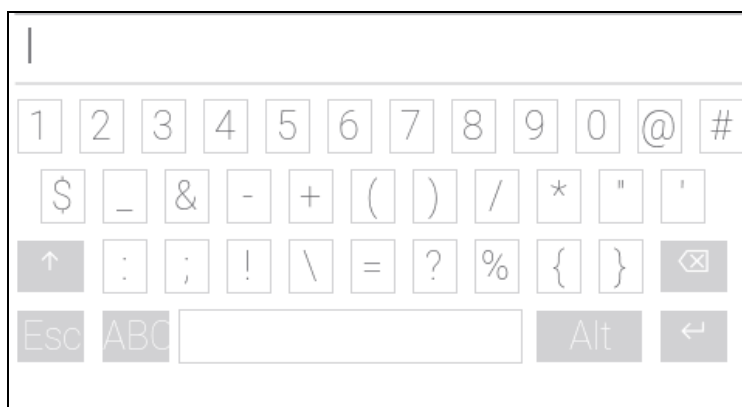 1 2 3 4 5 6 7 8 9 0 @ #
$ _ & - + ( ) / * " '
: ; ! \ = ? % { }
Esc ABC Alt